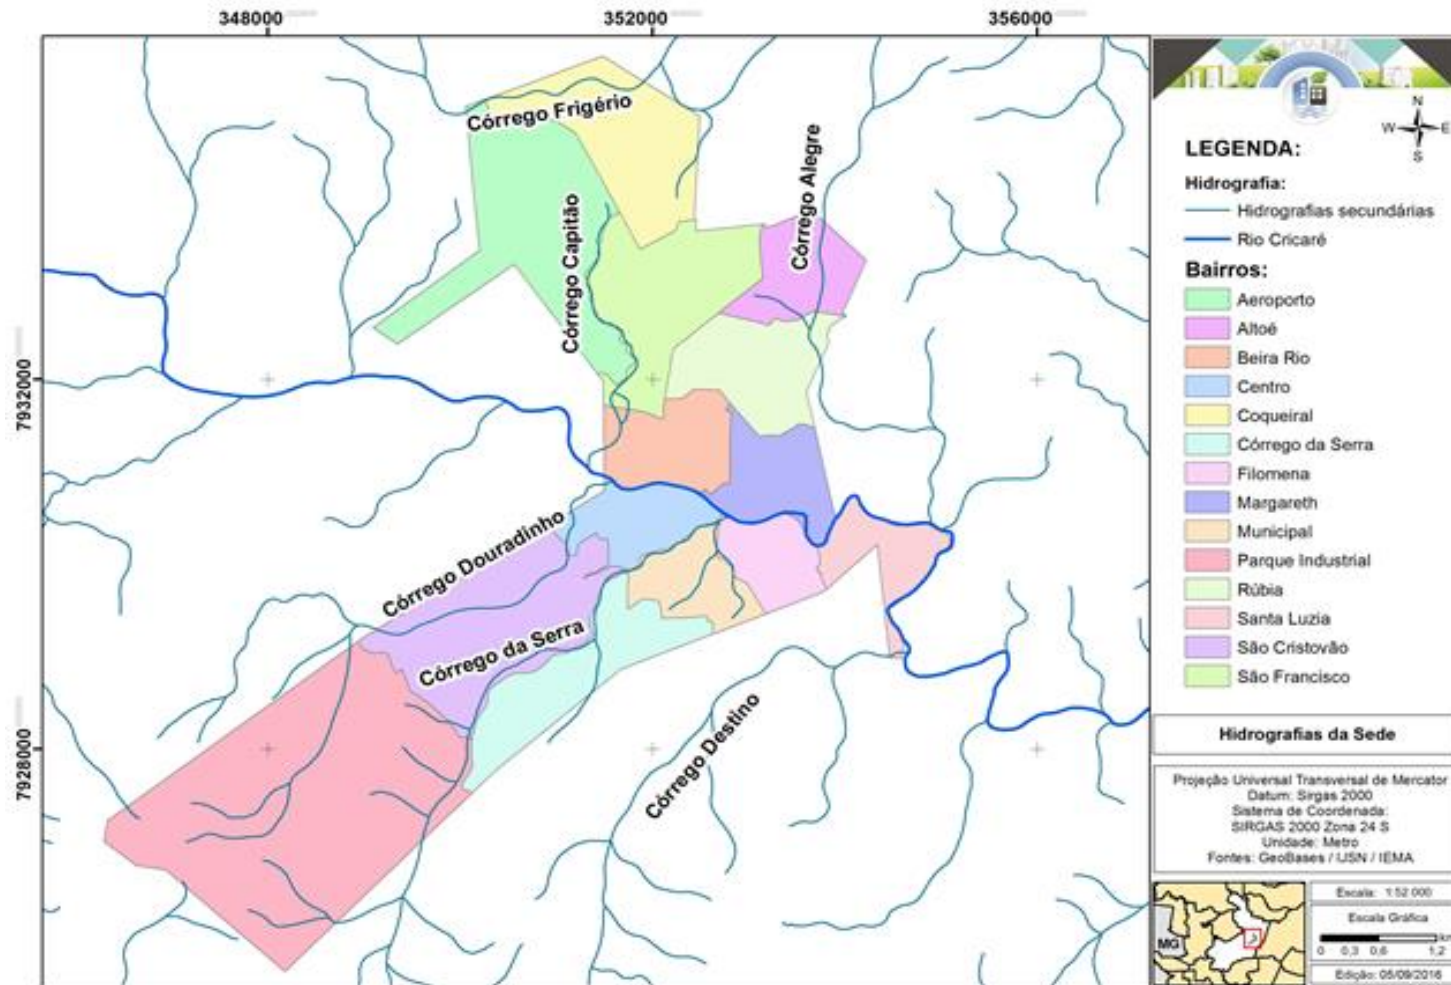 348000
352000
356000
7932000
7928000
Córrego Frigério
Córrego Alegre
Córrego Capitão
Córrego Douradinho
Córrego da Serra
Córrego Destino
N
W
E
S
LEGENDA:
Hidrografia:
Hidrografias secundárias
Rio Cricaré
Bairros:
Aeroporto
Altoé
Beira Rio
Centro
Coqueiral
Córrego da Serra
Filomena
Margareth
Municipal
Parque Industrial
Rúbia
Santa Luzia
São Cristovão
São Francisco
Hidrografias da Sede
Projeção Universal Transversal de Mercator
Datum: Sirgas 2000
Sistema de Coordenada:
SIRGAS 2000 Zona 24 S
Unidade: Metro
Fontes: GeoBases / IJSN / IEMA
MG
Escala: 1:52 000
Escala Gráfica
km
0 0,3 0,6 1,2
Edição: 05/09/2016